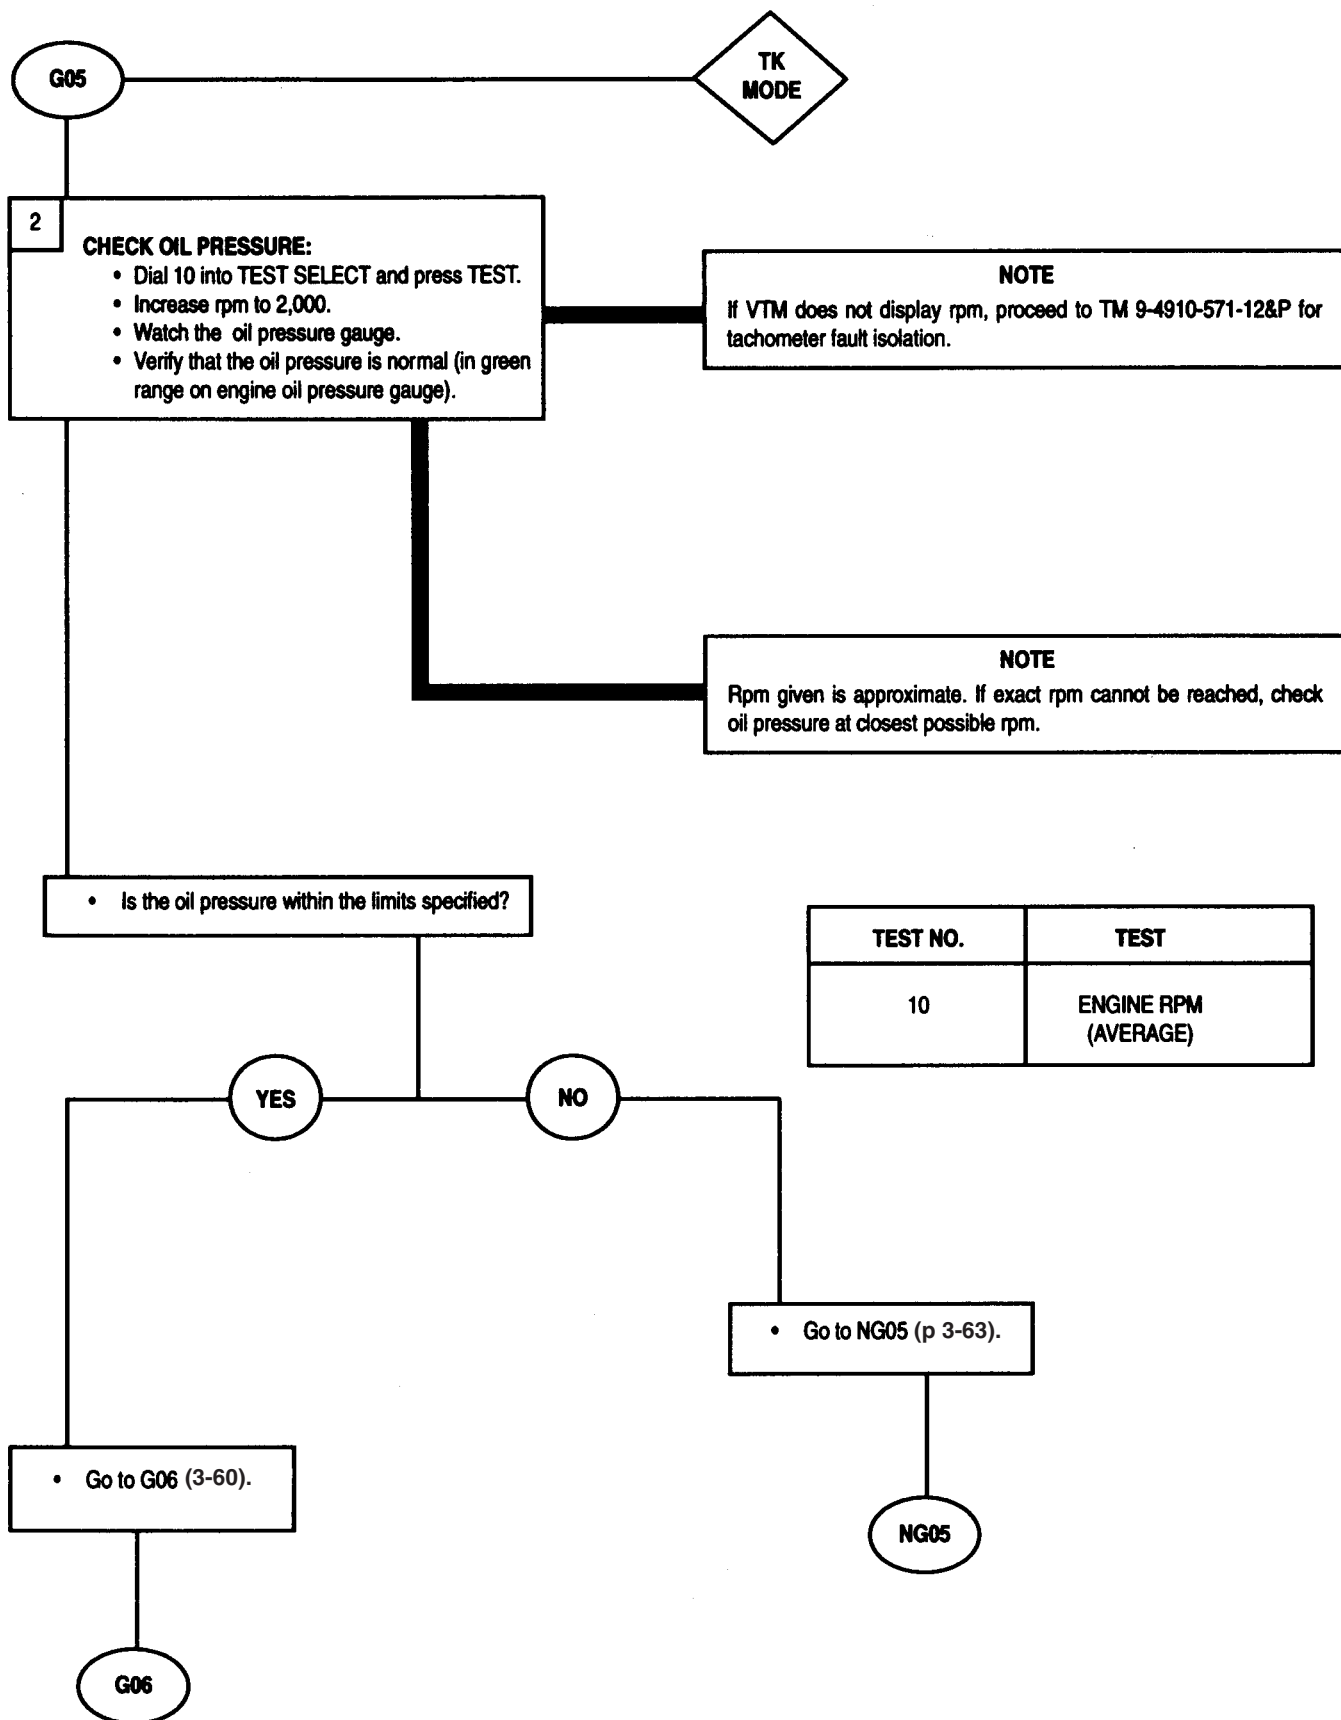 G05
TK
MODE
2
CHECK OIL PRESSURE:
• Dial 10 into TEST SELECT and press TEST.
• Increase rpm to 2,000.
• Watch the oil pressure gauge.
• Verify that the oil pressure is normal (in green
range on engine oil pressure gauge).
NOTE
If VTM does not display rpm, proceed to TM 9-4910-571-12&P for
tachometer fault isolation.
NOTE
Rpm given is approximate. If exact rpm cannot be reached, check
oil pressure at closest possible rpm.
• Is the oil pressure within the limits specified?
TEST NO. TEST
10 ENGINE RPM
(AVERAGE)
YES
NO
• Go to NG05 (p 3-63).
• Go to G06 (3-60).
NG05
G06